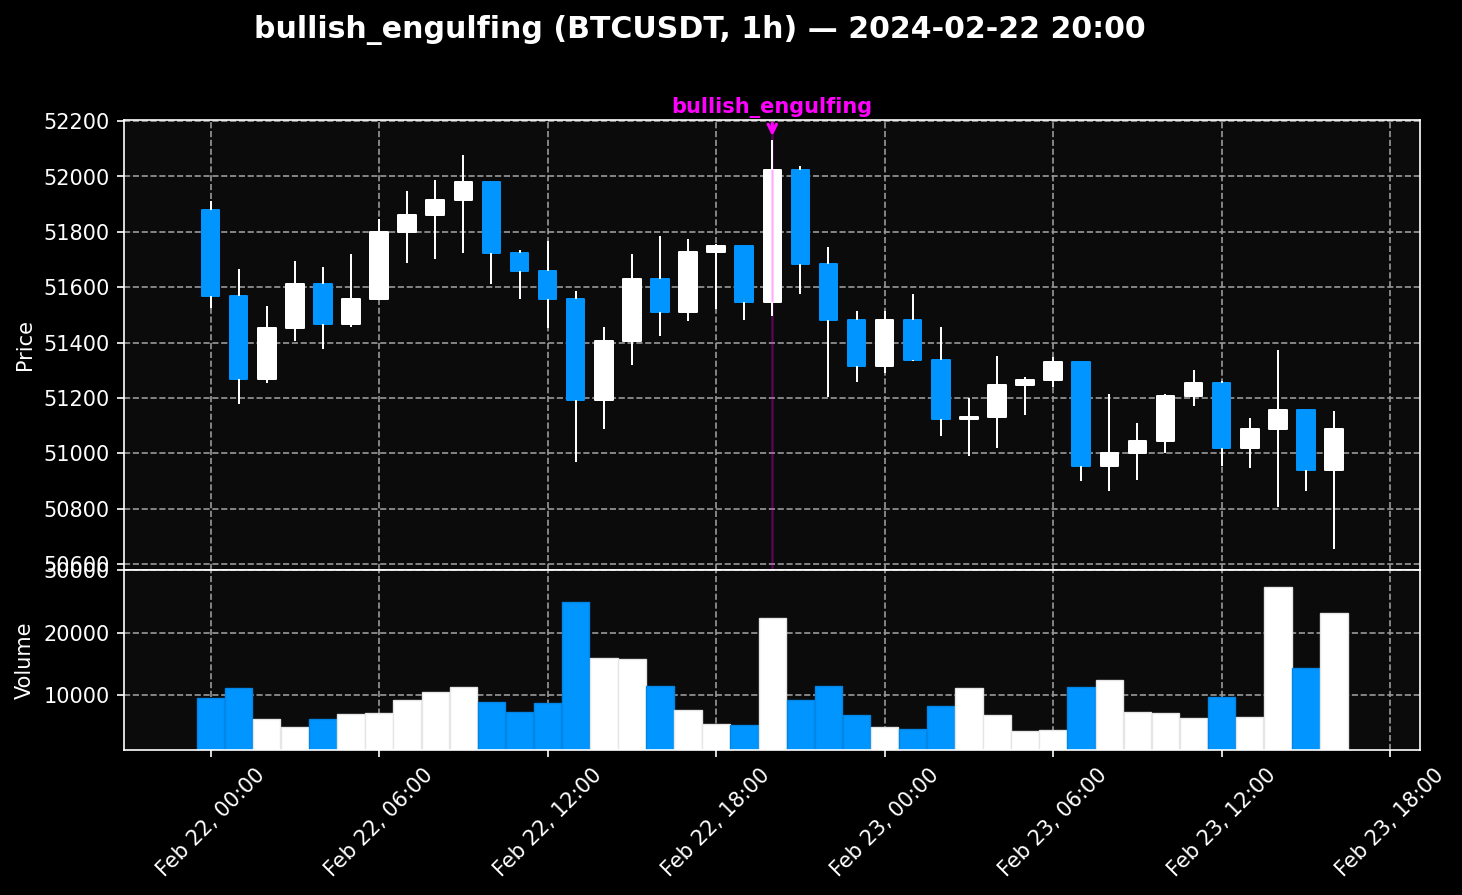 bullish_engulfing (BTCUSDT, 1h) — 2024-02-22 20:00
bullish_engulfing
52200
52000
51800
51600
51400
51200
51000
50800
50600
Price
30000
20000
10000
Volume
Feb 22, 00:00
Feb 22, 06:00
Feb 22, 12:00
Feb 22, 18:00
Feb 23, 00:00
Feb 23, 06:00
Feb 23, 12:00
Feb 23, 18:00